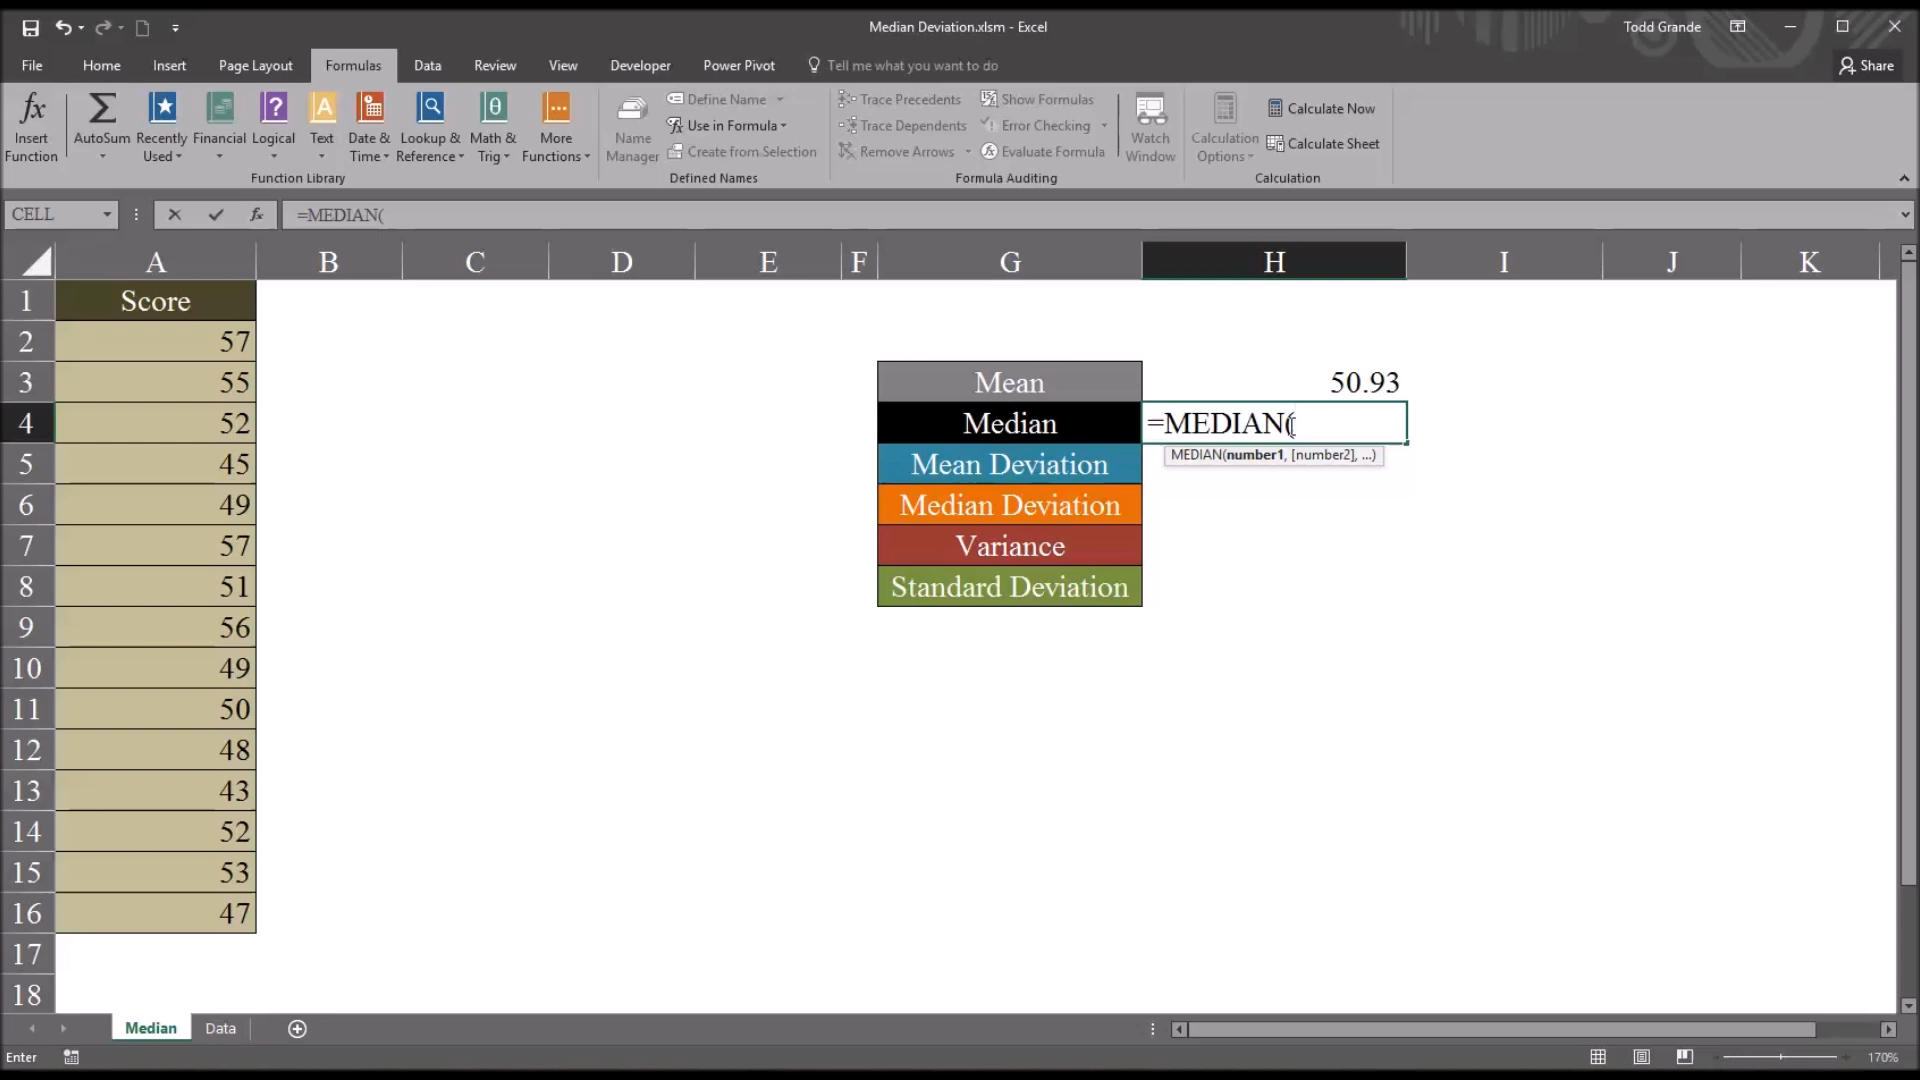 Median Deviation.xlsm - Excel
Todd Grande
File Home Insert Page Layout Formulas Data Review View Developer Power Pivot Tell me what you want to do Share
fx Insert Function
Σ AutoSum
Recently Used
Financial
? Logical
A Text
Date & Time
Lookup & Reference
θ Math & Trig
More Functions
Function Library
Name Manager
Define Name
Use in Formula
Create from Selection
Defined Names
Trace Precedents
Trace Dependents
Remove Arrows
Show Formulas
Error Checking
Evaluate Formula
Formula Auditing
Watch Window
Calculation Options
Calculate Now
Calculate Sheet
Calculation
CELL fx =MEDIAN(
A B C D E F G H I J K
1 Score
2 57
3 55 Mean 50.93
4 52 Median =MEDIAN(
MEDIAN(number1, [number2], ...)
5 45 Mean Deviation
6 49 Median Deviation
7 57 Variance
8 51 Standard Deviation
9 56
10 49
11 50
12 48
13 43
14 52
15 53
16 47
17
18
Median Data
Enter 170%